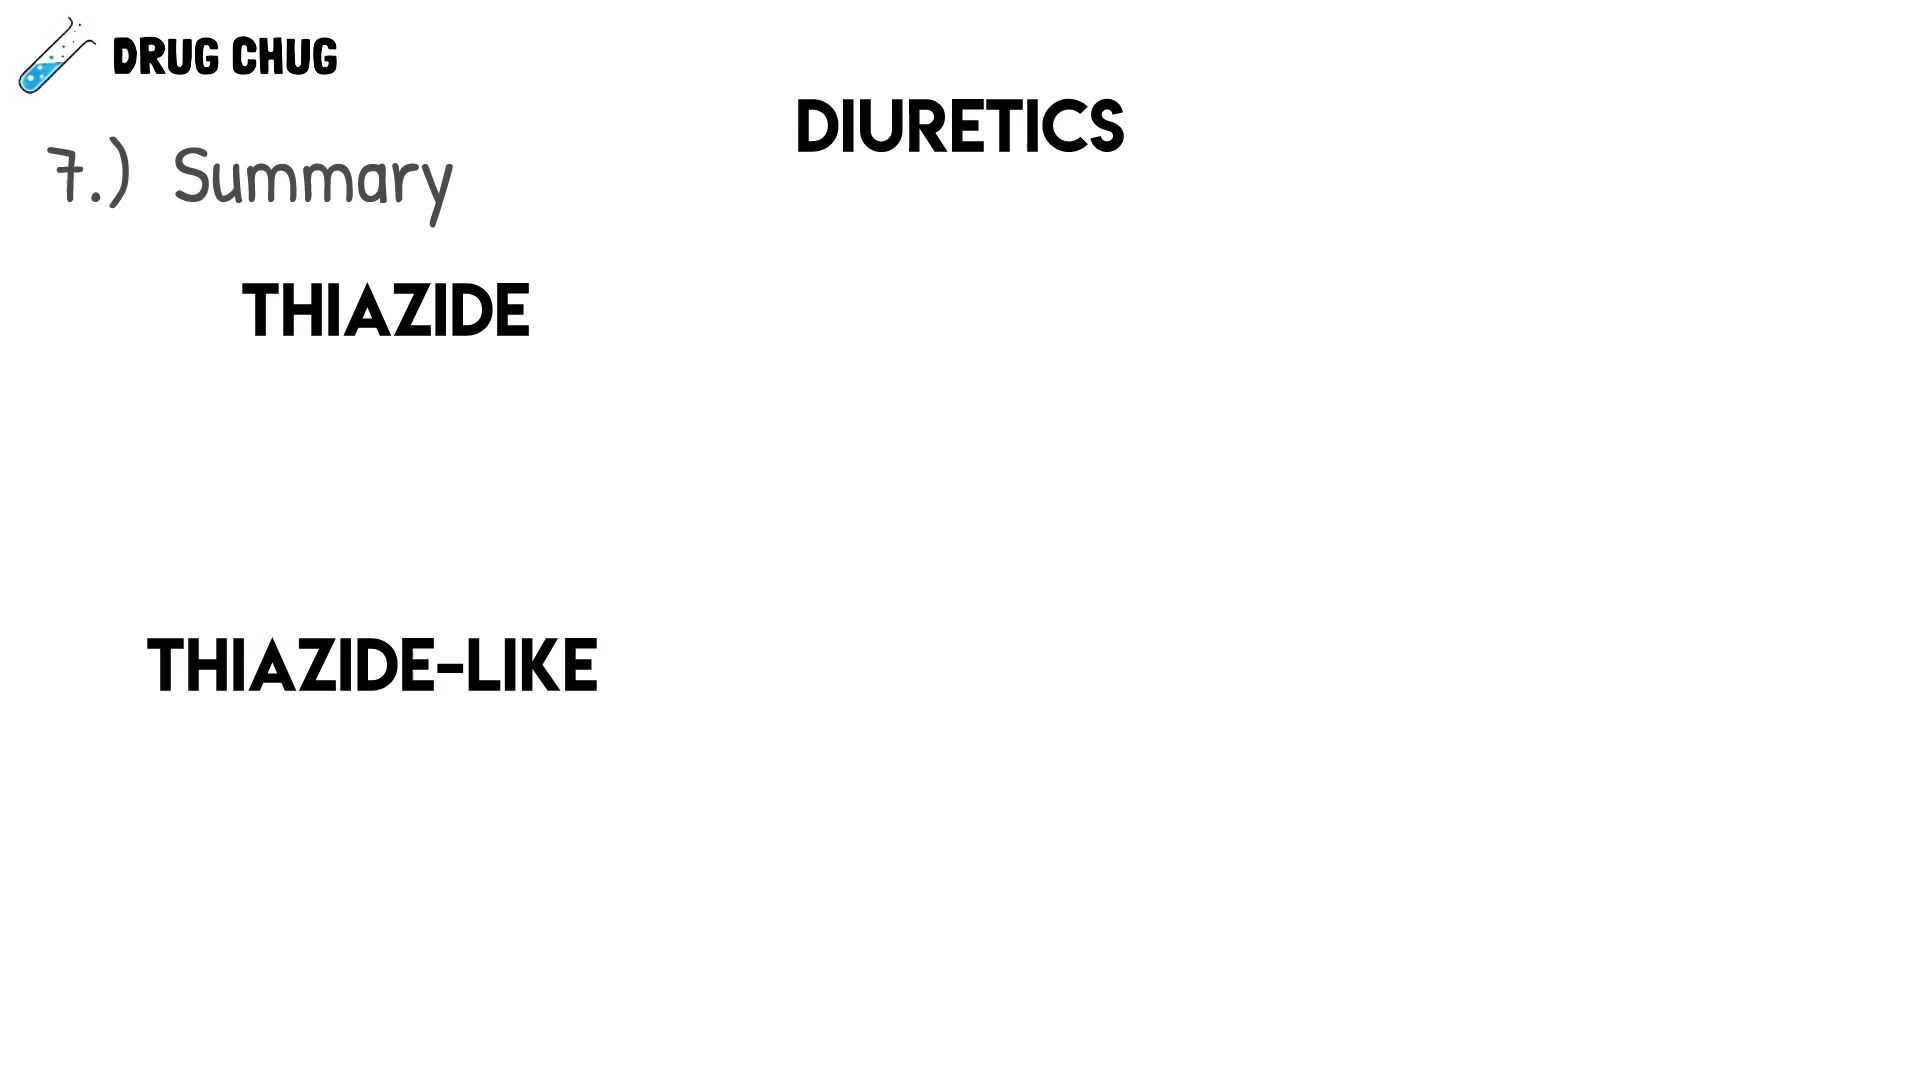 DRUG CHUG
DIURETICS
7.) Summary
THIAZIDE
THIAZIDE-LIKE